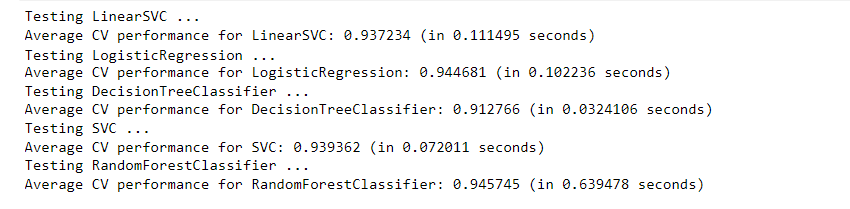 Testing LinearSVC ...
Average CV performance for LinearSVC: 0.937234 (in 0.111495 seconds)
Testing LogisticRegression ...
Average CV performance for LogisticRegression: 0.944681 (in 0.102236 seconds)
Testing DecisionTreeClassifier ...
Average CV performance for DecisionTreeClassifier: 0.912766 (in 0.0324106 seconds)
Testing SVC ...
Average CV performance for SVC: 0.939362 (in 0.072011 seconds)
Testing RandomForestClassifier ...
Average CV performance for RandomForestClassifier: 0.945745 (in 0.639478 seconds)